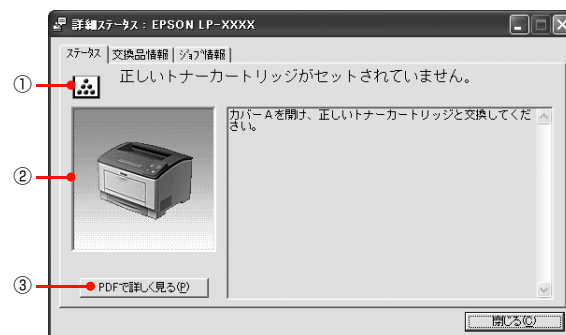 詳細ステータス : EPSON LP-XXXX
ステータス 交換品情報 ジョブ情報
① 正しいトナーカートリッジがセットされていません。
カバーAを開け、正しいトナーカートリッジと交換してくだ
さい。
②
③ PDFで詳しく見る(P)
閉じる(C)